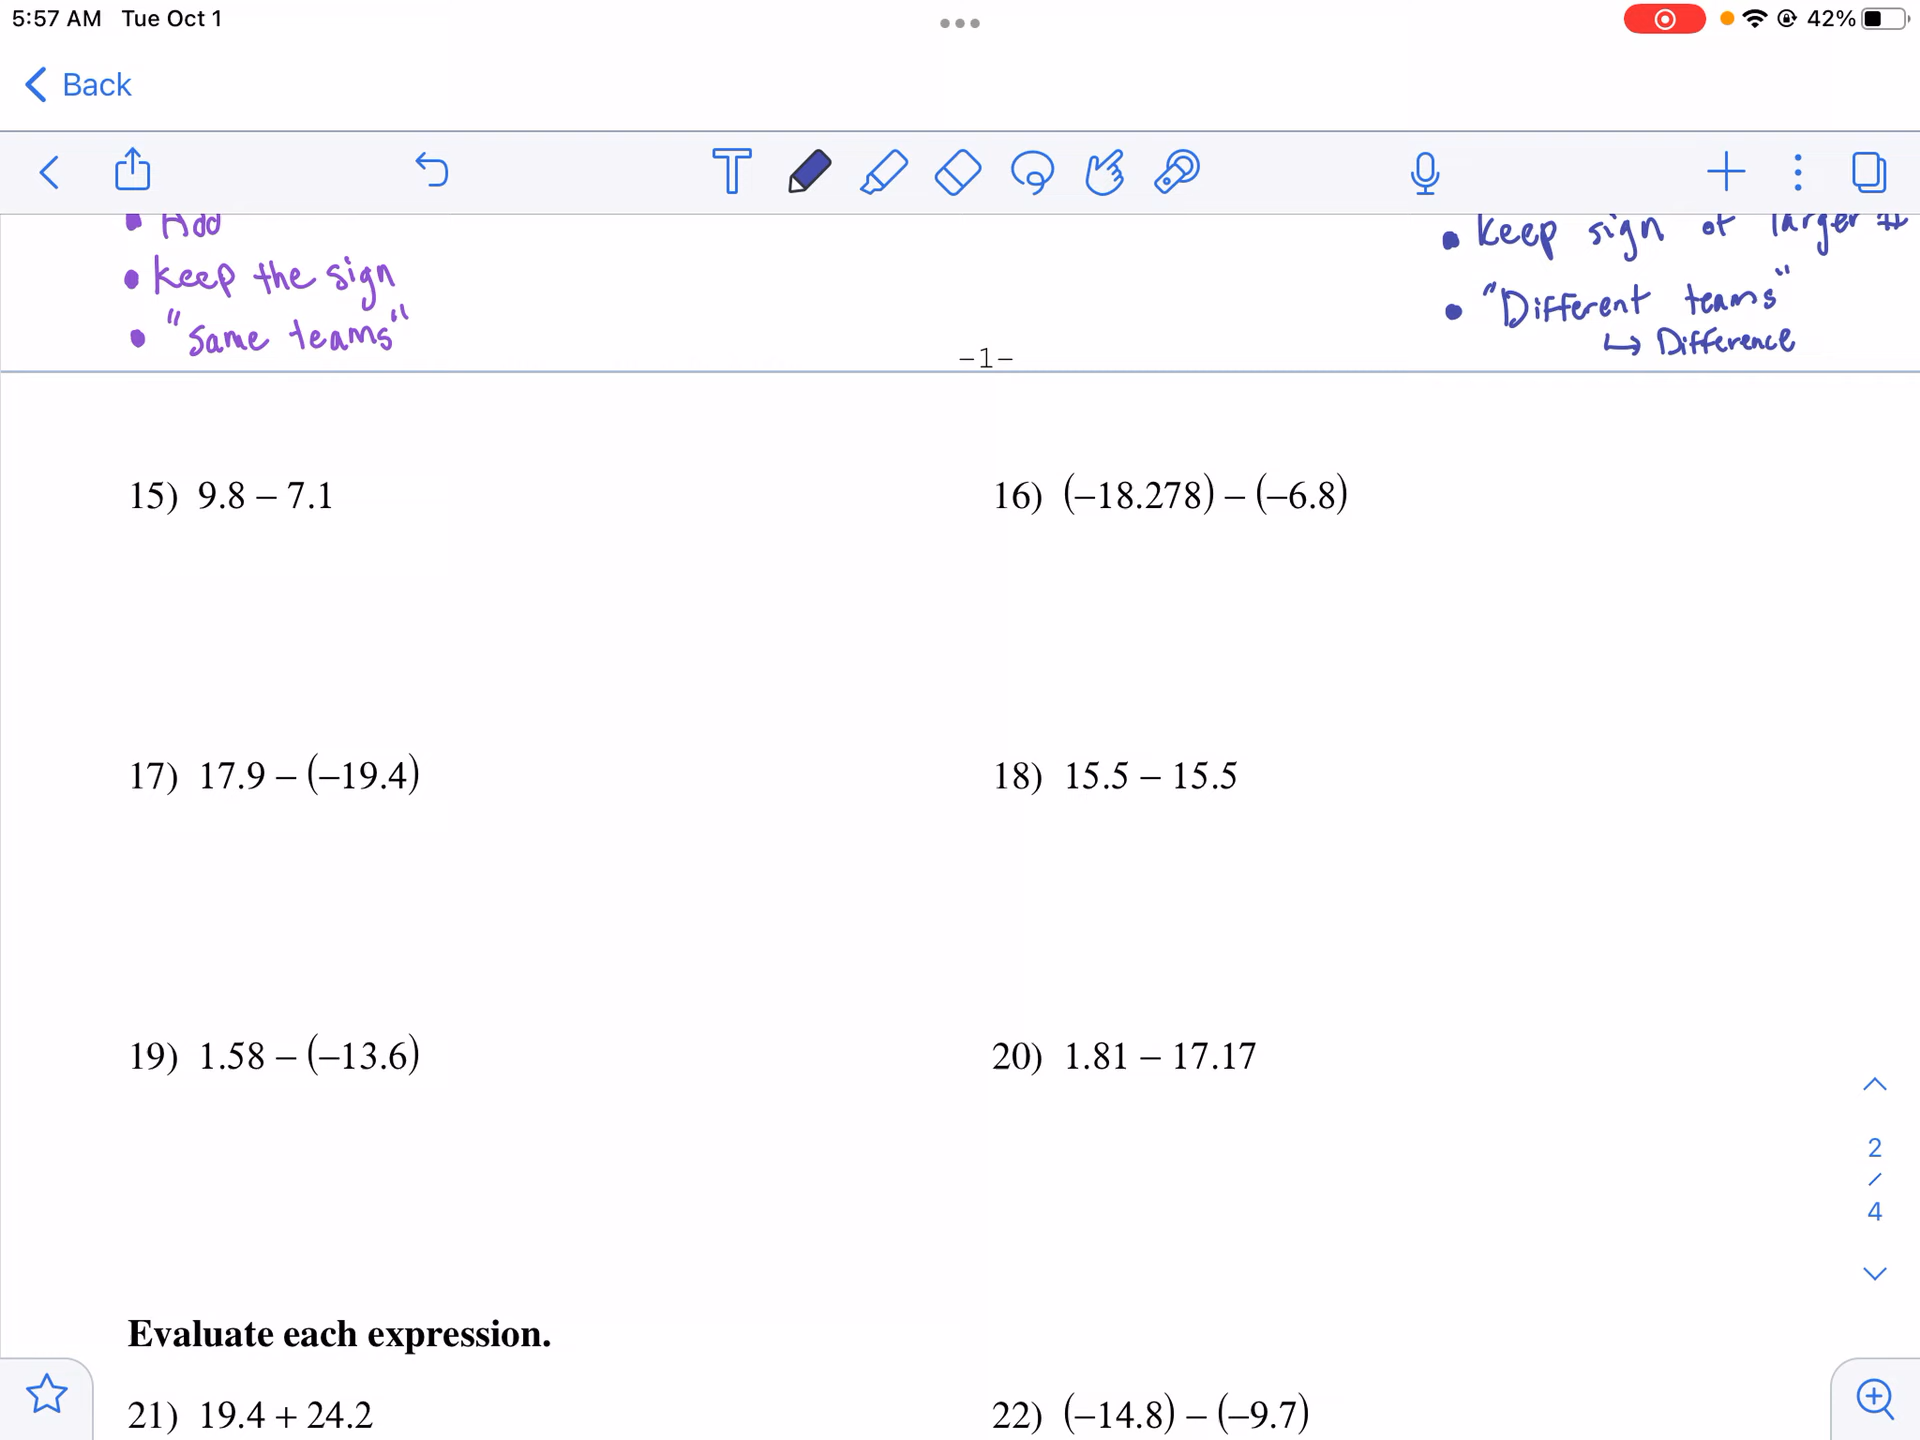 5:57 AM Tue Oct 1
42%
Back
• Add
• Keep sign of larger #
• Keep the sign
• "Different teams"
• "Same teams"
↳ Difference
-1-
15) 9.8 – 7.1
16) (–18.278) – (–6.8)
17) 17.9 – (–19.4)
18) 15.5 – 15.5
19) 1.58 – (–13.6)
20) 1.81 – 17.17
2
/
4
Evaluate each expression.
21) 19.4 + 24.2
22) (–14.8) – (–9.7)